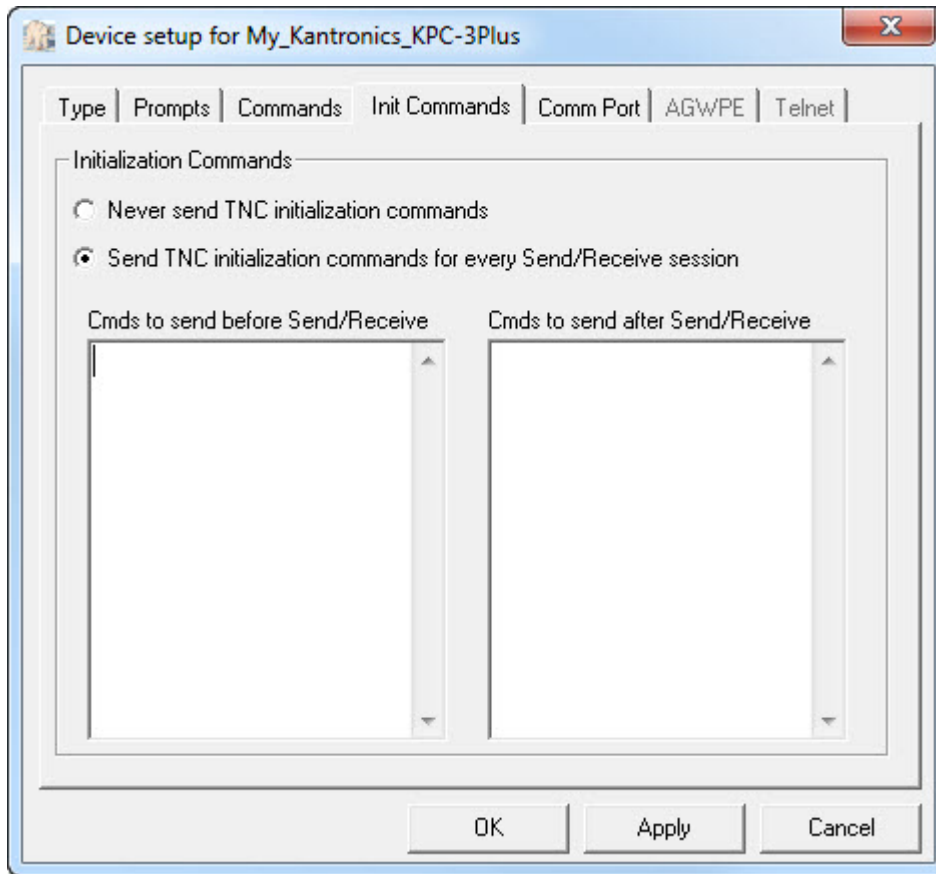 Device setup for My_Kantronics_KPC-3Plus
Type Prompts Commands Init Commands Comm Port AGWPE Telnet
Initialization Commands
Never send TNC initialization commands
Send TNC initialization commands for every Send/Receive session
Cmds to send before Send/Receive Cmds to send after Send/Receive
OK Apply Cancel